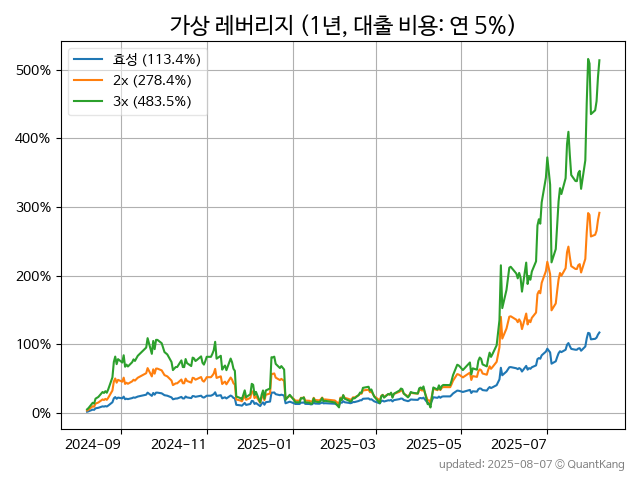 가상 레버리지 (1년, 대출 비용: 연 5%)
효성 (113.4%)
2x (278.4%)
3x (483.5%)
500%
400%
300%
200%
100%
0%
2024-09 2024-11 2025-01 2025-03 2025-05 2025-07
updated: 2025-08-07 © QuantKang